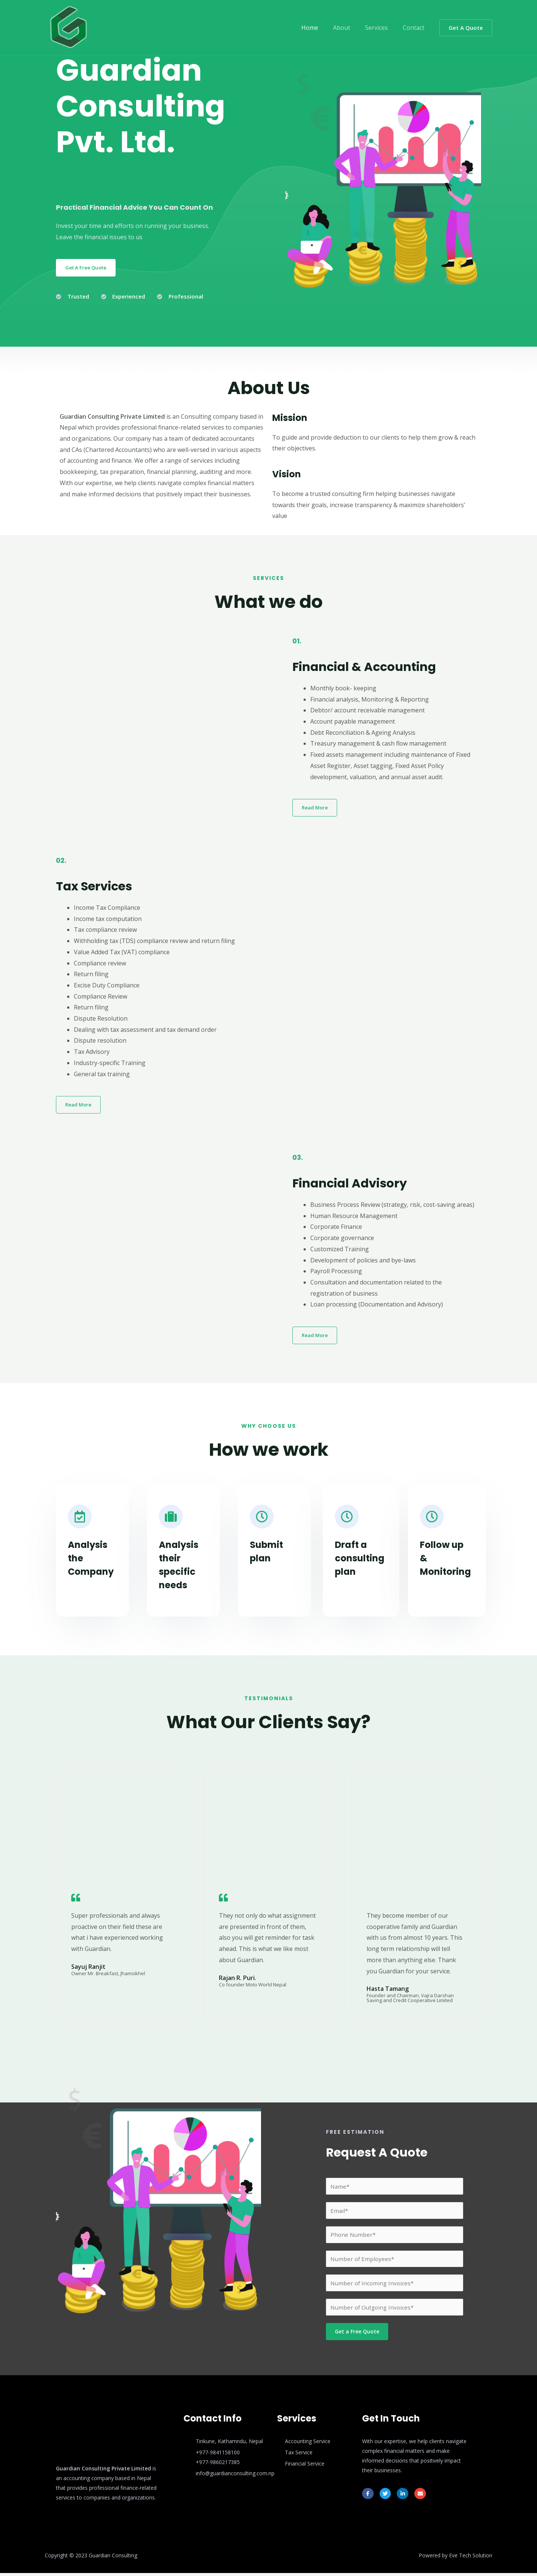 Home About Services Contact Get A Quote
Guardian
Consulting
Pvt. Ltd.
Practical Financial Advice You Can Count On
Invest your time and efforts on running your business.
Leave the financial issues to us
Get A Free Quote
Trusted Experienced Professional
About Us
Guardian Consulting Private Limited is an Consulting company based in
Nepal which provides professional finance-related services to companies
and organizations. Our company has a team of dedicated accountants
and CAs (Chartered Accountants) who are well-versed in various aspects
of accounting and finance. We offer a range of services including
bookkeeping, tax preparation, financial planning, auditing and more.
With our expertise, we help clients navigate complex financial matters
and make informed decisions that positively impact their businesses.
Mission
To guide and provide deduction to our clients to help them grow & reach
their objectives.
Vision
To become a trusted consulting firm helping businesses navigate
towards their goals, increase transparency & maximize shareholders'
value
SERVICES
What we do
01.
Financial & Accounting
Monthly book- keeping
Financial analysis, Monitoring & Reporting
Debtor/ account receivable management
Account payable management
Debt Reconciliation & Ageing Analysis
Treasury management & cash flow management
Fixed assets management including maintenance of Fixed
Asset Register, Asset tagging, Fixed Asset Policy
development, valuation, and annual asset audit.
Read More
02.
Tax Services
Income Tax Compliance
Income tax computation
Tax compliance review
Withholding tax (TDS) compliance review and return filing
Value Added Tax (VAT) compliance
Compliance review
Return filing
Excise Duty Compliance
Compliance Review
Return filing
Dispute Resolution
Dealing with tax assessment and tax demand order
Dispute resolution
Tax Advisory
Industry-specific Training
General tax training
Read More
03.
Financial Advisory
Business Process Review (strategy, risk, cost-saving areas)
Human Resource Management
Corporate Finance
Corporate governance
Customized Training
Development of policies and bye-laws
Payroll Processing
Consultation and documentation related to the
registration of business
Loan processing (Documentation and Advisory)
Read More
WHY CHOOSE US
How we work
Analysis
the
Company
Analysis
their
specific
needs
Submit
plan
Draft a
consulting
plan
Follow up
&
Monitoring
TESTIMONIALS
What Our Clients Say?
Super professionals and always
proactive on their field these are
what i have experienced working
with Guardian.
Sayuj Ranjit
Owner Mr. Breakfast, Jhamsikhel
They not only do what assignment
are presented in front of them,
also you will get reminder for task
ahead. This is what we like most
about Guardian.
Rajan R. Puri.
Co founder Moto World Nepal
They become member of our
cooperative family and Guardian
with us from almost 10 years. This
long term relationship will tell
more than anything else. Thank
you Guardian for your service.
Hasta Tamang
Founder and Chairman, Vajra Darshan
Saving and Credit Cooperative Limited
FREE ESTIMATION
Request A Quote
Name*
Email*
Phone Number*
Number of Employees*
Number of Incoming Invoices*
Number of Outgoing Invoices*
Get a Free Quote
Guardian Consulting Private Limited is
an accounting company based in Nepal
that provides professional finance-related
services to companies and organizations.
Contact Info
Tinkune, Kathamndu, Nepal
+977-9841158100
+977-9860217385
info@guardianconsulting.com.np
Services
Accounting Service
Tax Service
Financial Service
Get In Touch
With our expertise, we help clients navigate
complex financial matters and make
informed decisions that positively impact
their businesses.
Copyright © 2023 Guardian Consulting
Powered by Eve Tech Solution